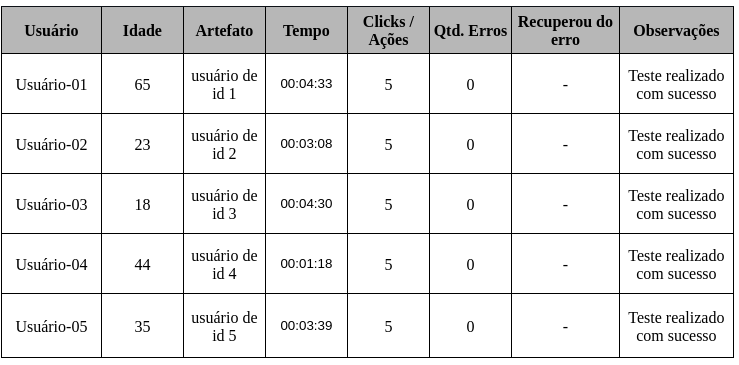 Usuário Idade Artefato Tempo Clicks / Ações Qtd. Erros Recuperou do erro Observações
Usuário-01 65 usuário de id 1 00:04:33 5 0 - Teste realizado com sucesso
Usuário-02 23 usuário de id 2 00:03:08 5 0 - Teste realizado com sucesso
Usuário-03 18 usuário de id 3 00:04:30 5 0 - Teste realizado com sucesso
Usuário-04 44 usuário de id 4 00:01:18 5 0 - Teste realizado com sucesso
Usuário-05 35 usuário de id 5 00:03:39 5 0 - Teste realizado com sucesso